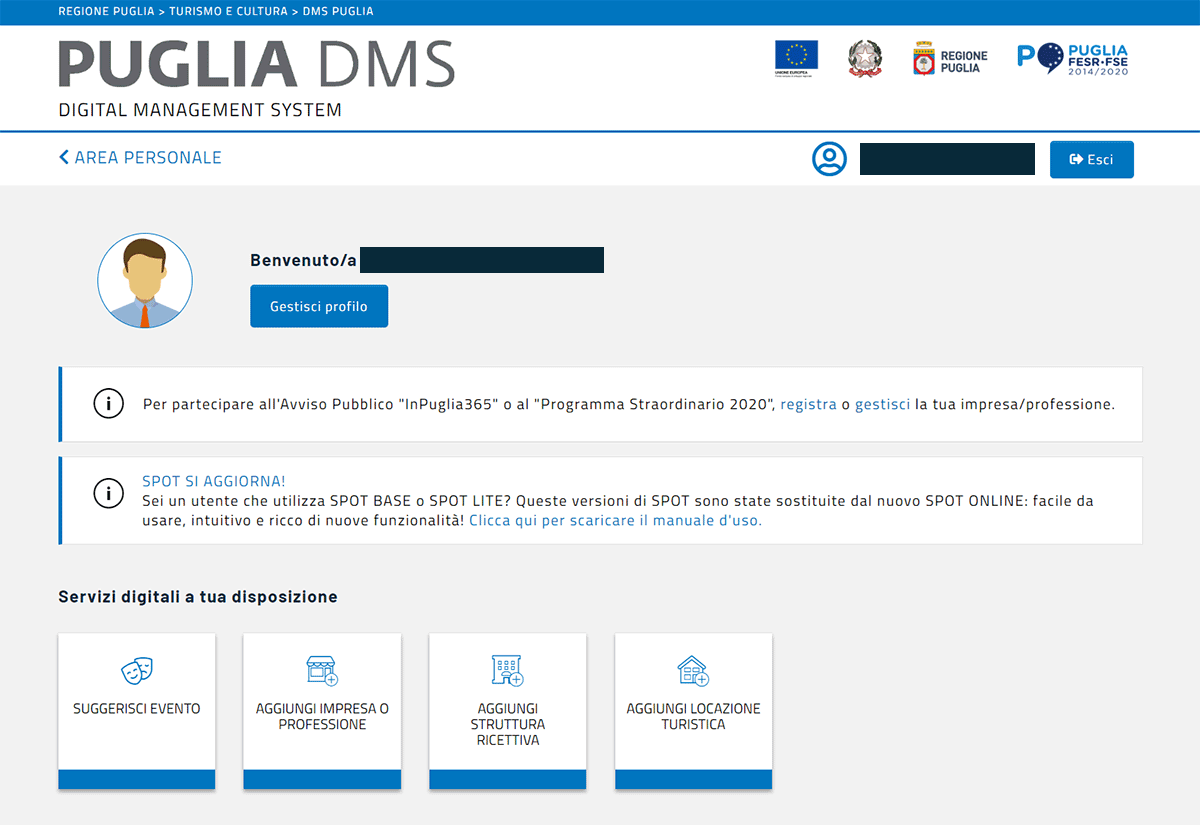 REGIONE PUGLIA > TURISMO E CULTURA > DMS PUGLIA
PUGLIA DMS
DIGITAL MANAGEMENT SYSTEM
UNIONE EUROPEA
REGIONE
PUGLIA
PO PUGLIA
FESR·FSE
2014/2020
AREA PERSONALE
Esci
Benvenuto/a
Gestisci profilo
Per partecipare all'Avviso Pubblico "InPuglia365" o al "Programma Straordinario 2020", registra o gestisci la tua impresa/professione.
SPOT SI AGGIORNA!
Sei un utente che utilizza SPOT BASE o SPOT LITE? Queste versioni di SPOT sono state sostituite dal nuovo SPOT ONLINE: facile da
usare, intuitivo e ricco di nuove funzionalità! Clicca qui per scaricare il manuale d'uso.
Servizi digitali a tua disposizione
SUGGERISCI EVENTO
AGGIUNGI IMPRESA O
PROFESSIONE
AGGIUNGI
STRUTTURA
RICETTIVA
AGGIUNGI LOCAZIONE
TURISTICA